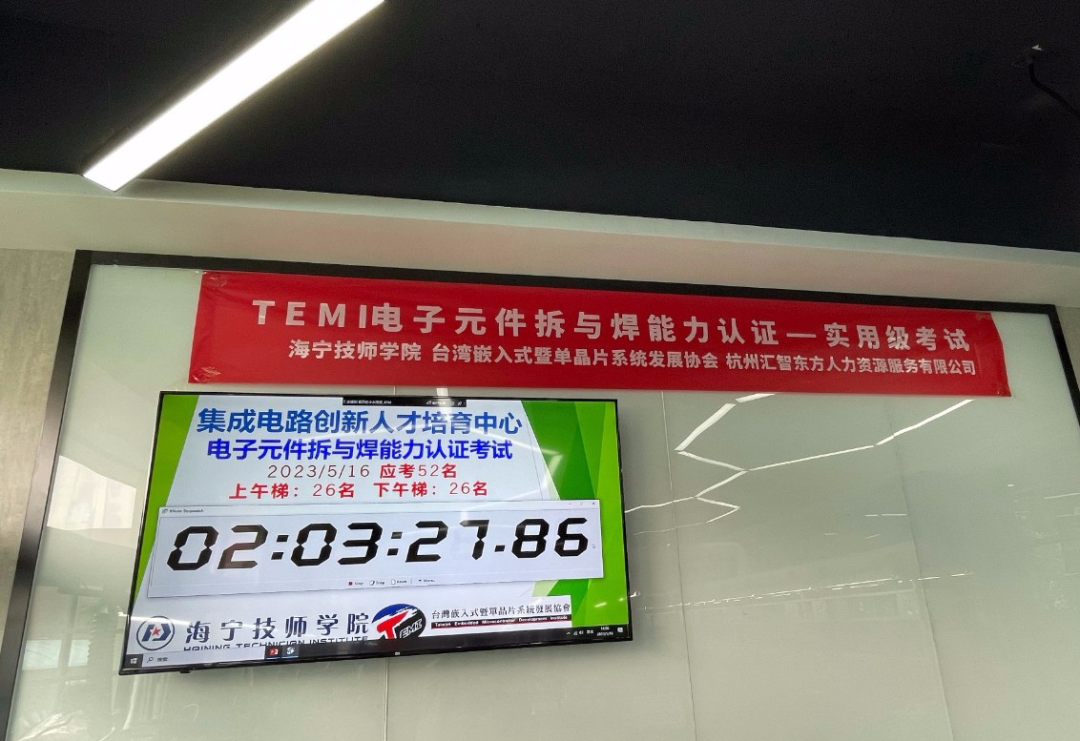 TEMI电子元件拆与焊能力认证—实用级考试
海宁技师学院 台湾嵌入式暨单晶片系统发展协会 杭州汇智东方人力资源服务有限公司
集成电路创新人才培育中心
电子元件拆与焊能力认证考试
2023/5/16 应考52名
上午梯：26名 下午梯：26名
02:03:27.86
海宁技师学院
HAINING TECHNICIAN INSTITUTE
TEMI
台灣嵌入式暨單晶片系統發展協會
Taiwan Embedded Microcontroller Development Institute